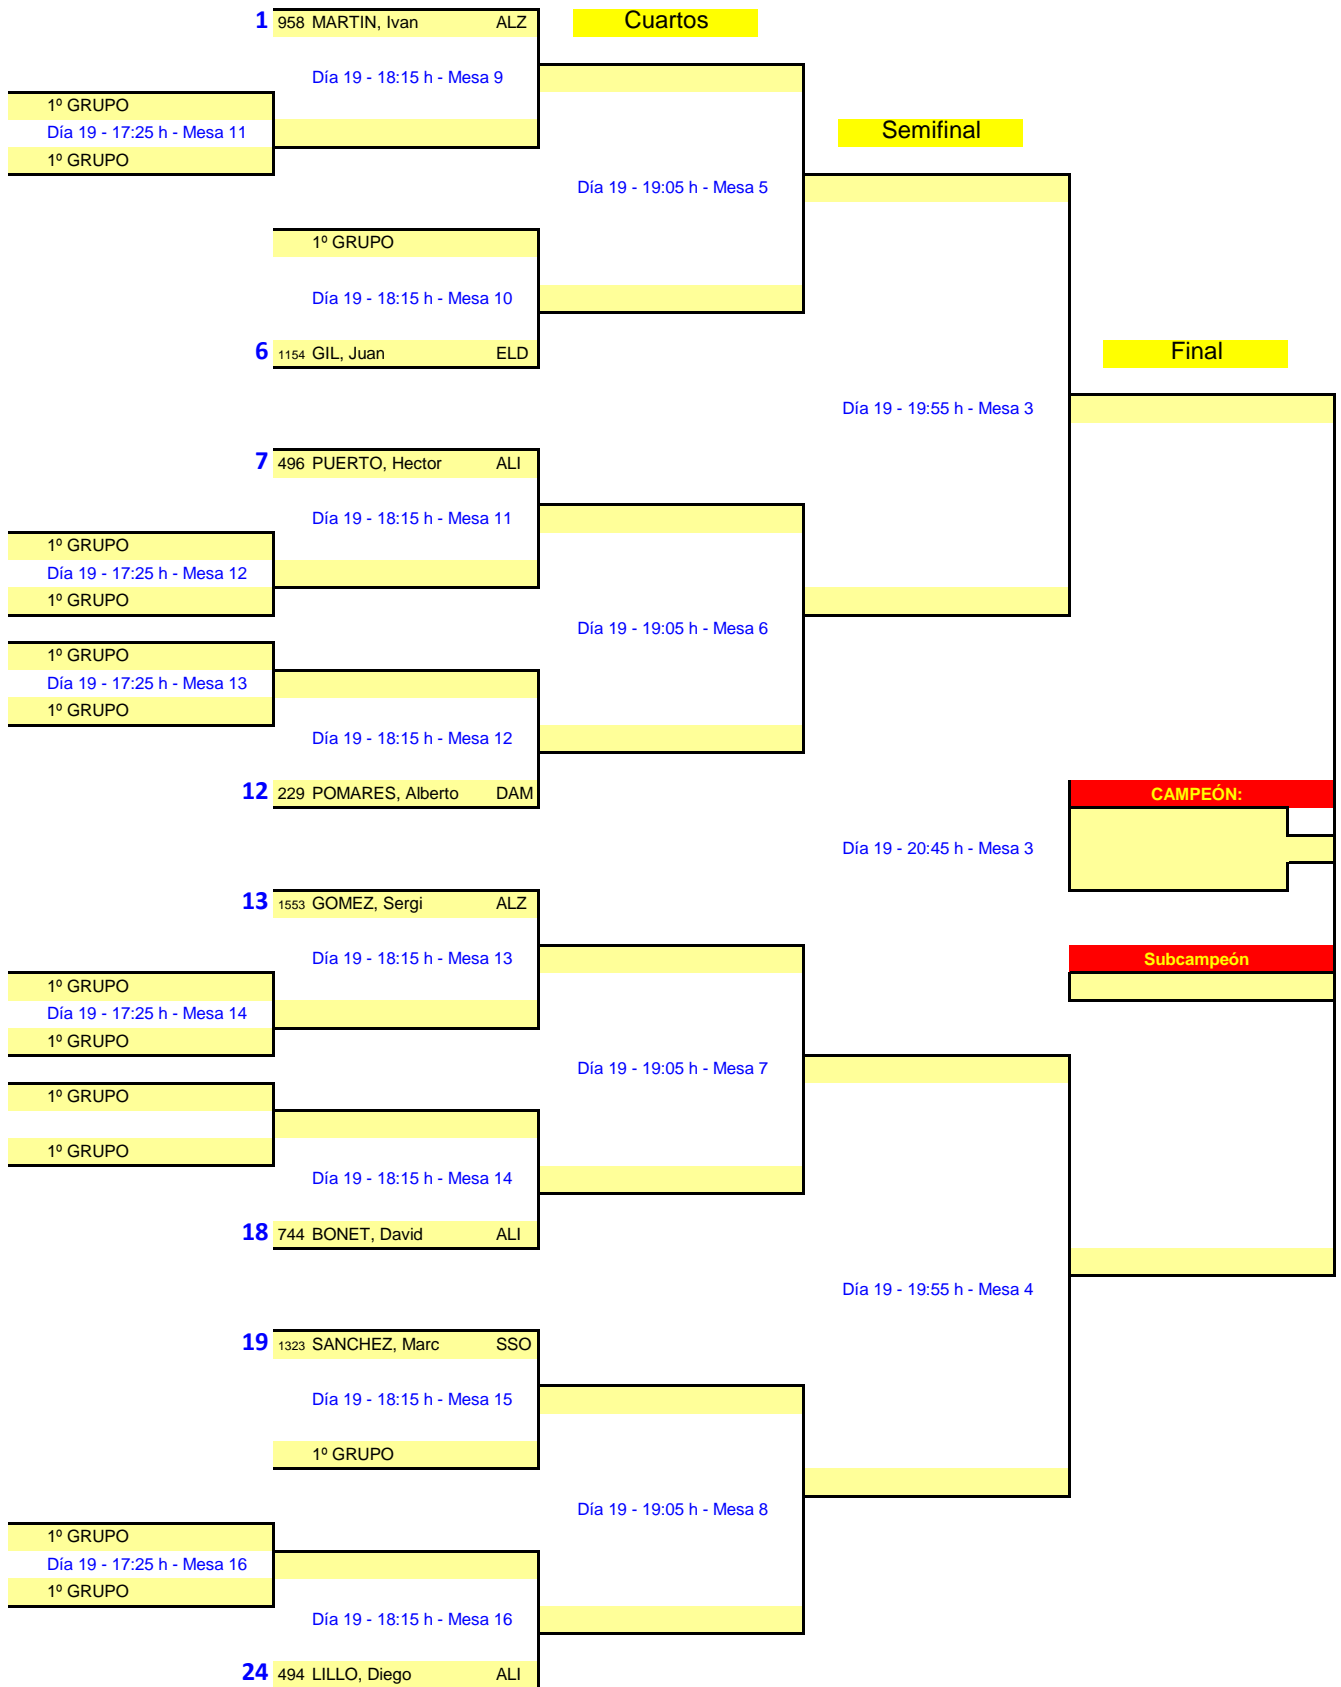 1 958 MARTIN, Ivan ALZ Cuartos
Día 19 - 18:15 h - Mesa 9
1º GRUPO
Día 19 - 17:25 h - Mesa 11
Semifinal
1º GRUPO
Día 19 - 19:05 h - Mesa 5
1º GRUPO
Día 19 - 18:15 h - Mesa 10
6 1154 GIL, Juan ELD
Final
Día 19 - 19:55 h - Mesa 3
7 496 PUERTO, Hector ALI
Día 19 - 18:15 h - Mesa 11
1º GRUPO
Día 19 - 17:25 h - Mesa 12
1º GRUPO
Día 19 - 19:05 h - Mesa 6
1º GRUPO
Día 19 - 17:25 h - Mesa 13
1º GRUPO
Día 19 - 18:15 h - Mesa 12
12 229 POMARES, Alberto DAM
CAMPEÓN:
Día 19 - 20:45 h - Mesa 3
13 1553 GOMEZ, Sergi ALZ
Día 19 - 18:15 h - Mesa 13
Subcampeón
1º GRUPO
Día 19 - 17:25 h - Mesa 14
1º GRUPO
Día 19 - 19:05 h - Mesa 7
1º GRUPO
1º GRUPO
Día 19 - 18:15 h - Mesa 14
18 744 BONET, David ALI
Día 19 - 19:55 h - Mesa 4
19 1323 SANCHEZ, Marc SSO
Día 19 - 18:15 h - Mesa 15
1º GRUPO
Día 19 - 19:05 h - Mesa 8
1º GRUPO
Día 19 - 17:25 h - Mesa 16
1º GRUPO
Día 19 - 18:15 h - Mesa 16
24 494 LILLO, Diego ALI